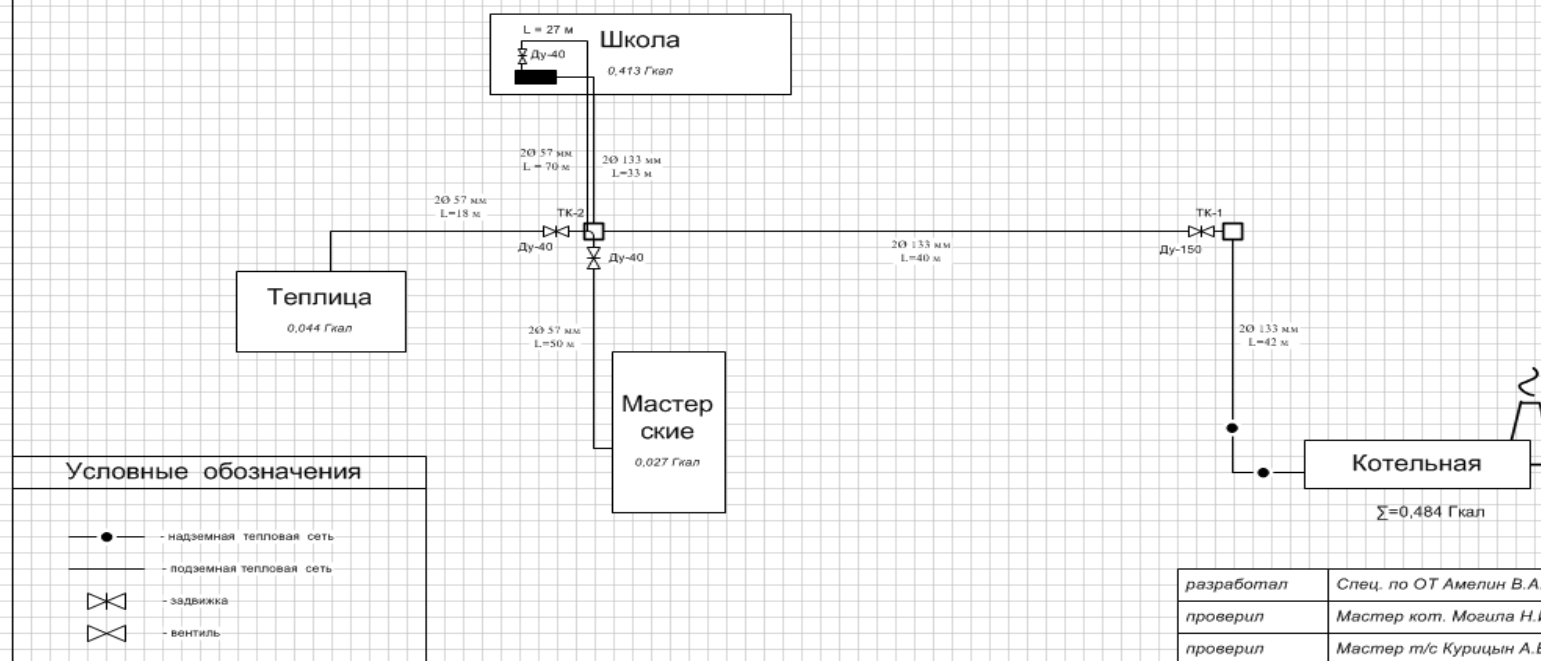 L = 27 м
Школа
Ду-40
0,413 Гкал
2Ø 57 мм
L = 70 м
2Ø 133 мм
L=33 м
2Ø 57 мм
L=18 м
ТК-2
Ду-40
Ду-40
2Ø 133 мм
L=40 м
ТК-1
Ду-150
Теплица
0,044 Гкал
2Ø 57 мм
L=50 м
2Ø 133 мм
L=42 м
Мастер
ские
0,027 Гкал
Котельная
∑=0,484 Гкал
Условные обозначения
- надземная тепловая сеть
- подземная тепловая сеть
- задвижка
- вентиль
разработал Спец. по ОТ Амелин В.А.
проверил Мастер кот. Могила Н.
проверил Мастер т/с Курицын А.